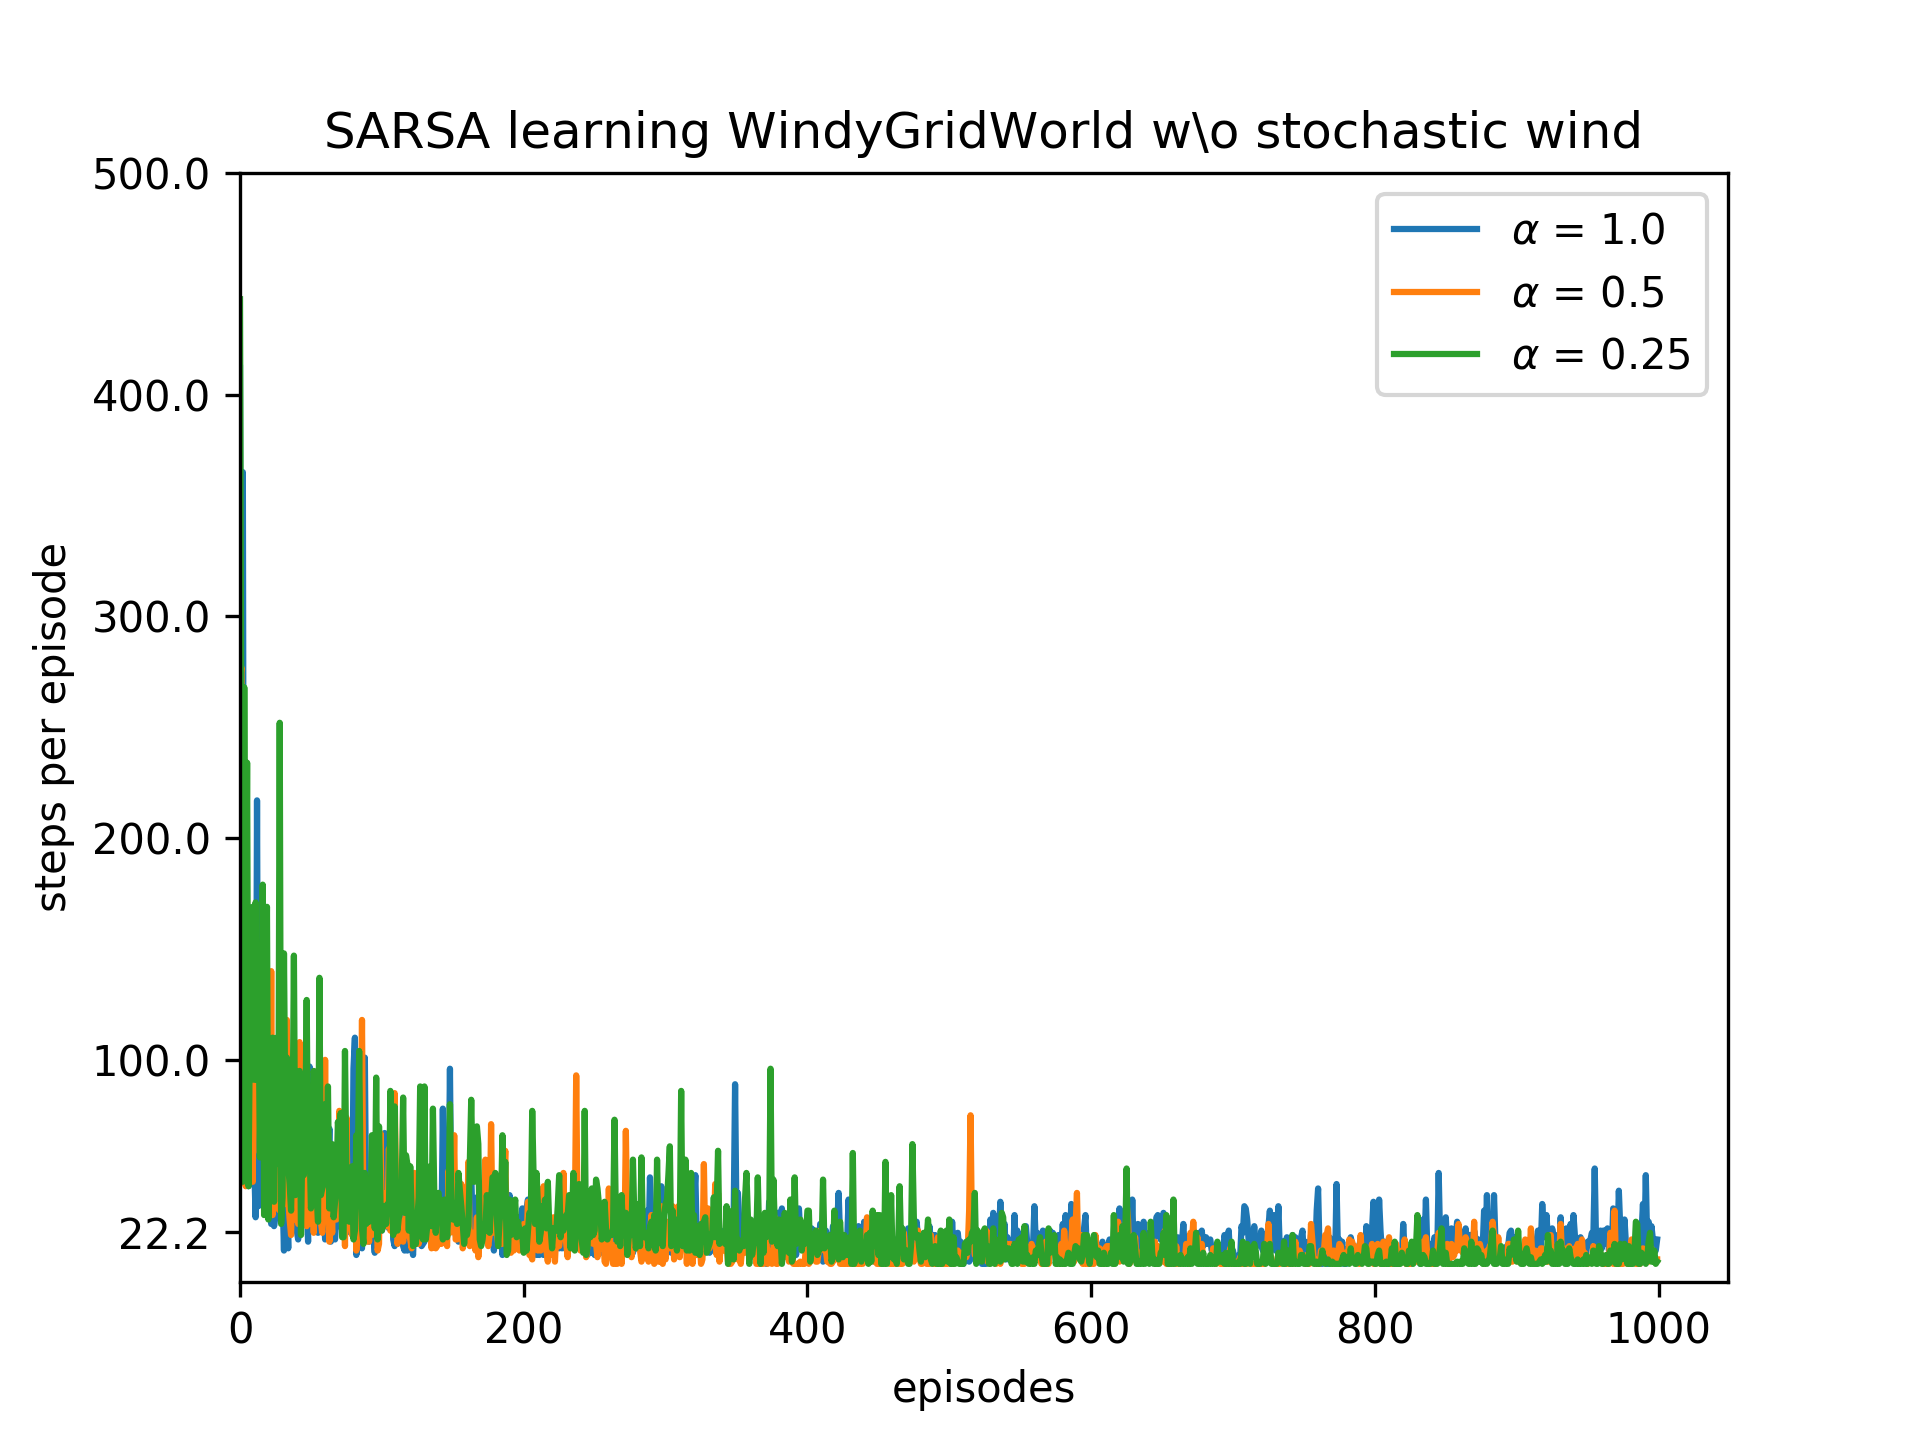 SARSA learning WindyGridWorld w\o stochastic wind
500.0
400.0
300.0
200.0
100.0
22.2
steps per episode
α = 1.0
α = 0.5
α = 0.25
0 200 400 600 800 1000
episodes